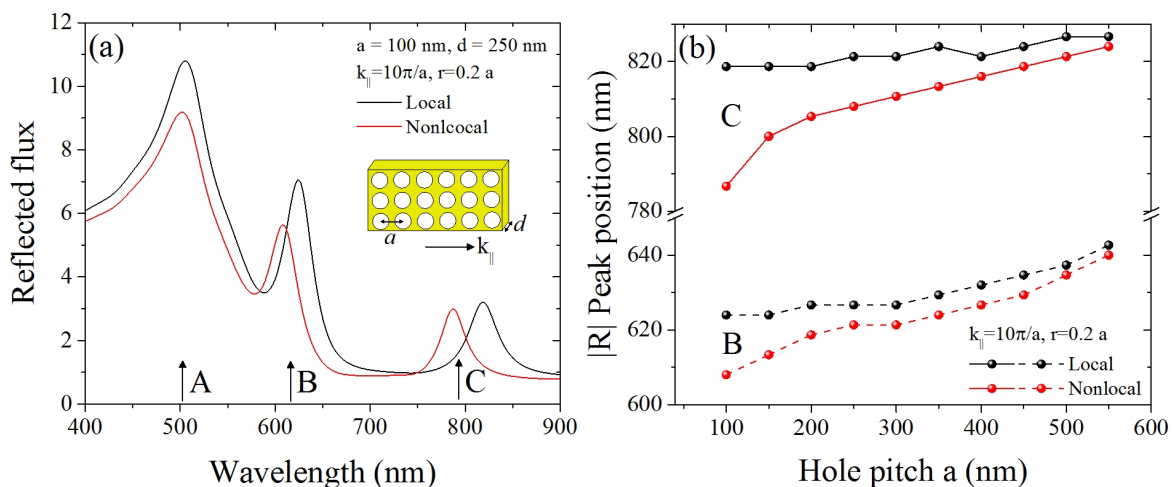 (a)
a = 100 nm, d = 250 nm
k||=10π/a, r=0.2 a
Local
Nonlcocal
a
d
k||
A
B
C
Reflected flux
12
10
8
6
4
2
0
400 500 600 700 800 900
Wavelength (nm)
(b)
C
B
k||=10π/a, r=0.2 a
Local
Nonlocal
|R| Peak position (nm)
820
800
780
640
620
600
100 200 300 400 500 600
Hole pitch a (nm)